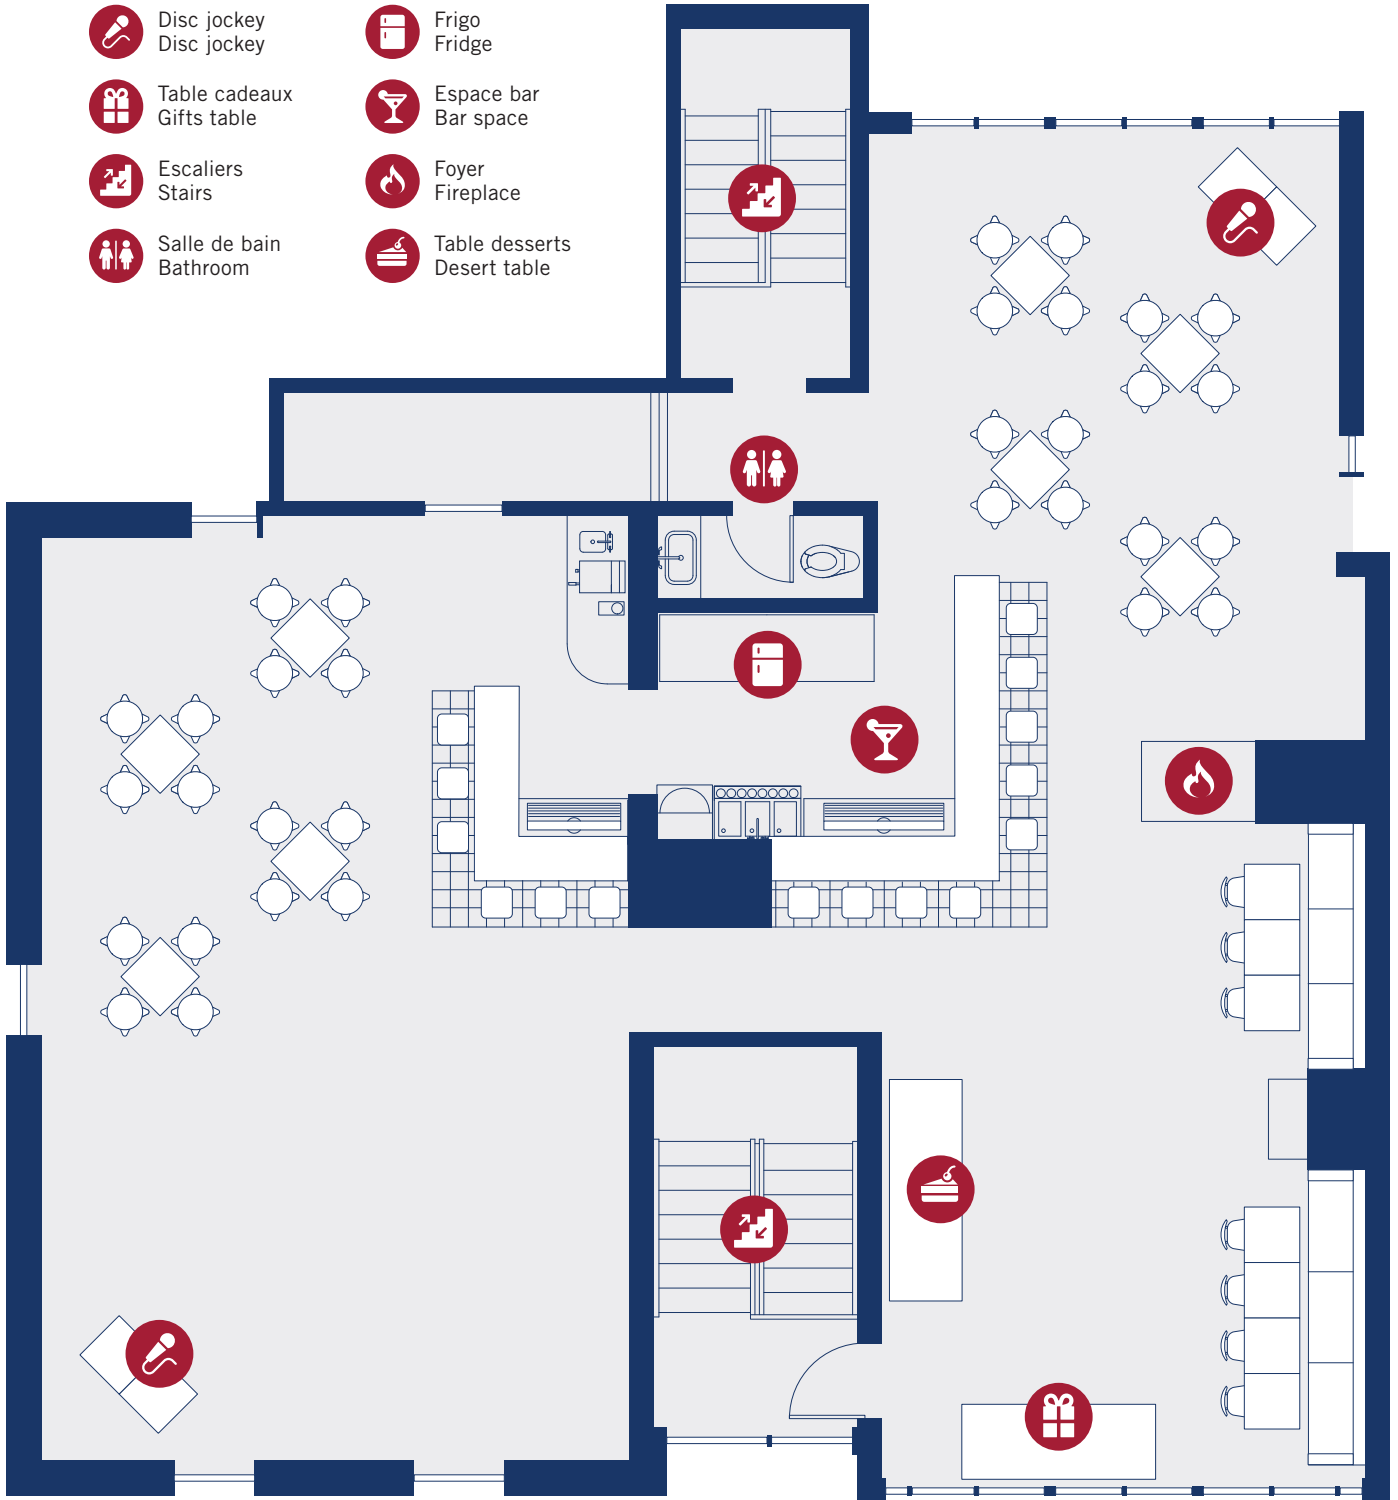 Disc jockey
Disc jockey
Table cadeaux
Gifts table
Escaliers
Stairs
Salle de bain
Bathroom
Frigo
Fridge
Espace bar
Bar space
Foyer
Fireplace
Table desserts
Desert table